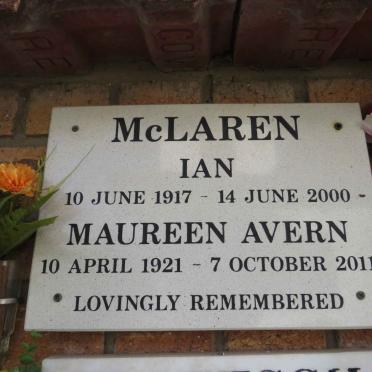 McLAREN
IAN
10 JUNE 1917 - 14 JUNE 2000 -
MAUREEN AVERN
10 APRIL 1921 - 7 OCTOBER 2011
LOVINGLY REMEMBERED